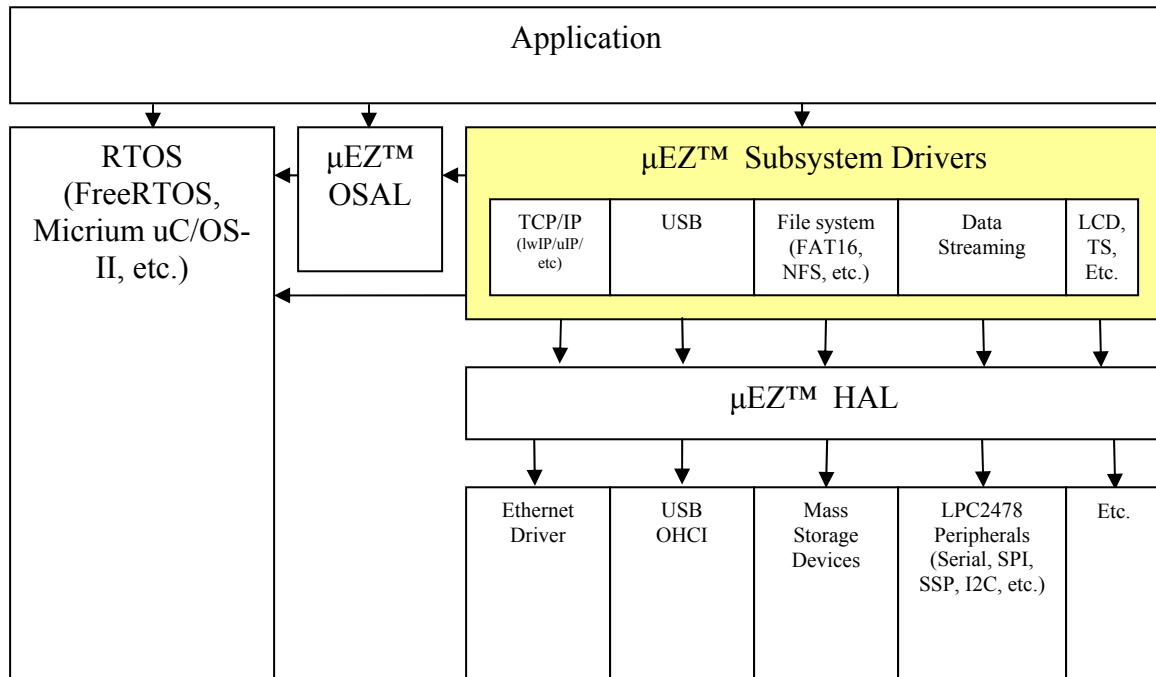 Application
RTOS
(FreeRTOS,
Micrium uC/OS-
II, etc.)
μEZ™
OSAL
μEZ™ Subsystem Drivers
TCP/IP
(lwIP/uIP/
etc)
USB
File system
(FAT16,
NFS, etc.)
Data
Streaming
LCD,
TS,
Etc.
μEZ™ HAL
Ethernet
Driver
USB
OHCI
Mass
Storage
Devices
LPC2478
Peripherals
(Serial, SPI,
SSP, I2C, etc.)
Etc.